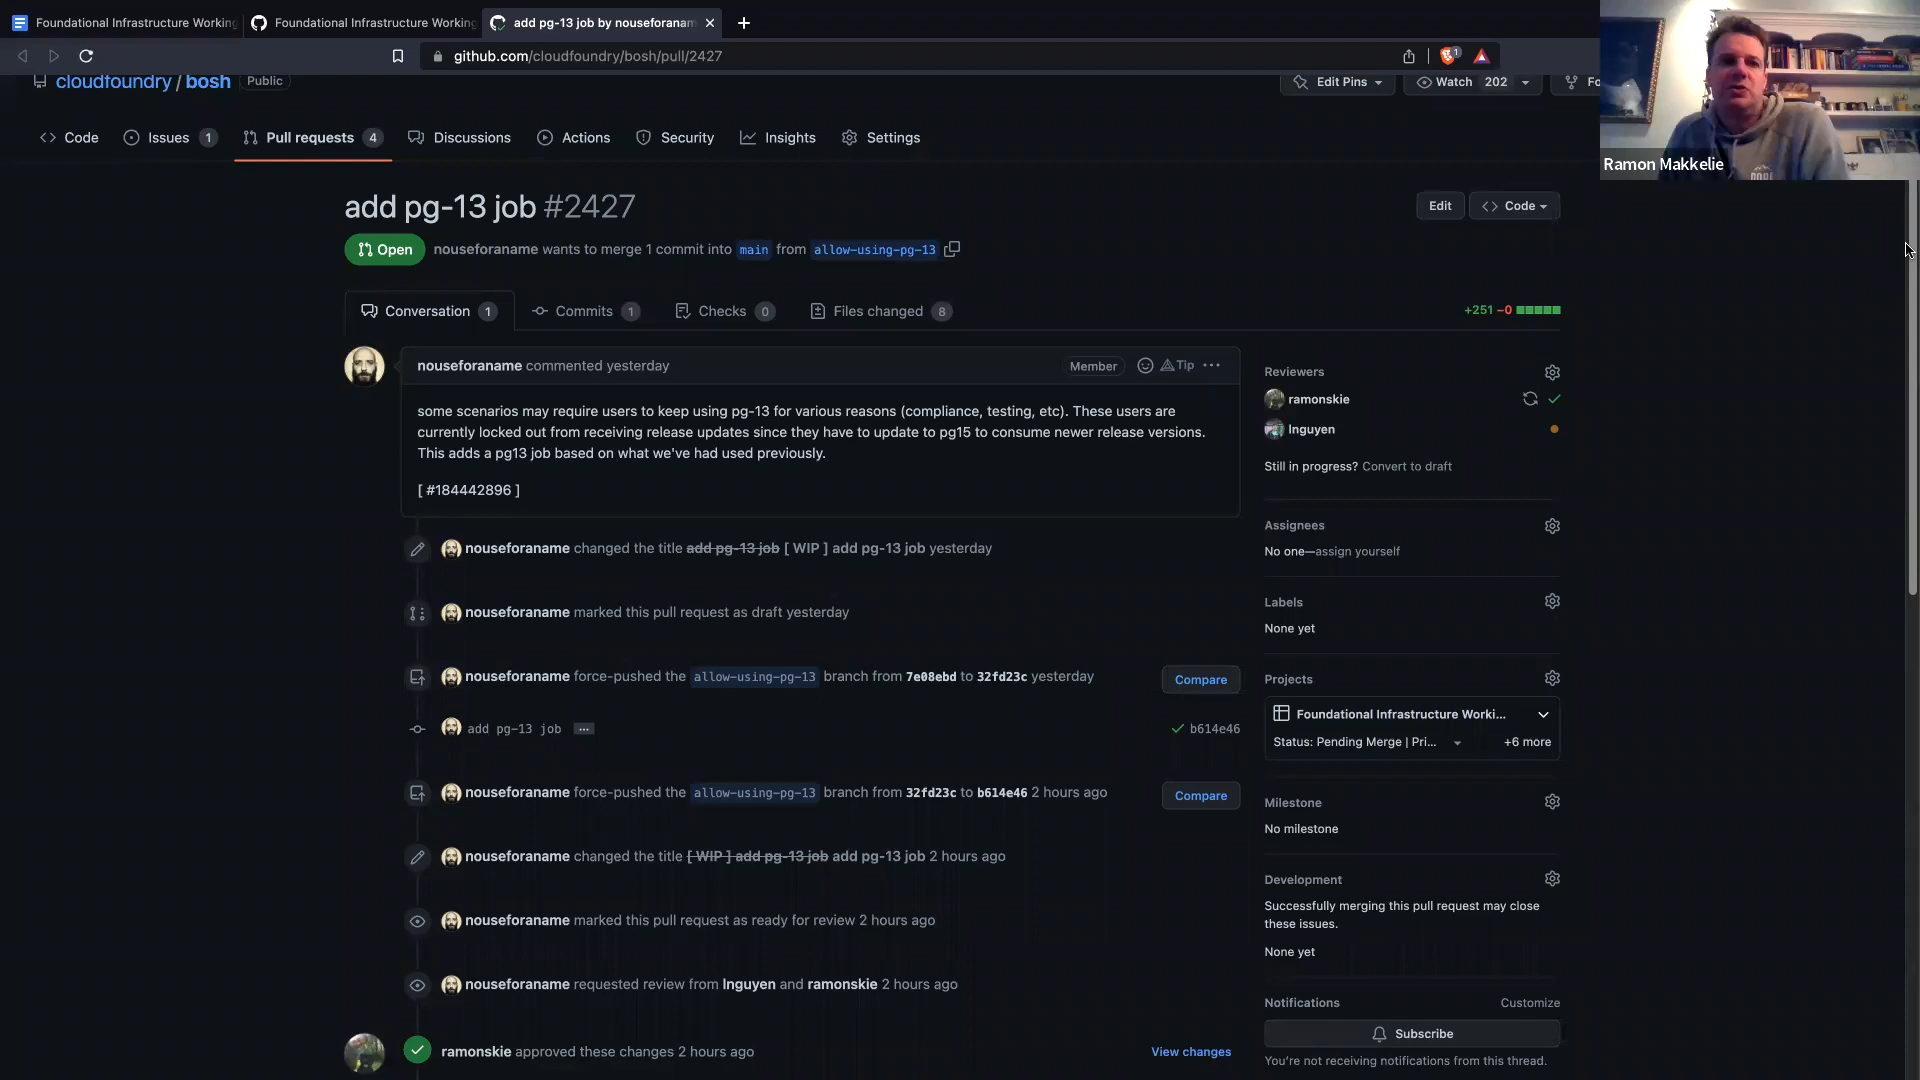 Foundational Infrastructure Working
Foundational Infrastructure Working
add pg-13 job by nouseforanam
github.com/cloudfoundry/bosh/pull/2427
1
cloudfoundry / bosh Public
Edit Pins
Watch 202
Fo
Code
Issues 1
Pull requests 4
Discussions
Actions
Security
Insights
Settings
Ramon Makkelie
add pg-13 job #2427
Edit
Code
Open
nouseforaname wants to merge 1 commit into main from allow-using-pg-13
Conversation 1
Commits 1
Checks 0
Files changed 8
+251 −0
nouseforaname commented yesterday
Member
Tip
some scenarios may require users to keep using pg-13 for various reasons (compliance, testing, etc). These users are
currently locked out from receiving release updates since they have to update to pg15 to consume newer release versions.
This adds a pg13 job based on what we've had used previously.
[ #184442896 ]
nouseforaname changed the title add pg-13 job [ WIP ] add pg-13 job yesterday
nouseforaname marked this pull request as draft yesterday
nouseforaname force-pushed the allow-using-pg-13 branch from 7e08ebd to 32fd23c yesterday
Compare
add pg-13 job ...
b614e46
nouseforaname force-pushed the allow-using-pg-13 branch from 32fd23c to b614e46 2 hours ago
Compare
nouseforaname changed the title [ WIP ] add pg-13 job add pg-13 job 2 hours ago
nouseforaname marked this pull request as ready for review 2 hours ago
nouseforaname requested review from lnguyen and ramonskie 2 hours ago
ramonskie approved these changes 2 hours ago
View changes
Reviewers
ramonskie
lnguyen
Still in progress? Convert to draft
Assignees
No one—assign yourself
Labels
None yet
Projects
Foundational Infrastructure Worki...
Status: Pending Merge | Pri...
+6 more
Milestone
No milestone
Development
Successfully merging this pull request may close
these issues.
None yet
Notifications
Customize
Subscribe
You're not receiving notifications from this thread.